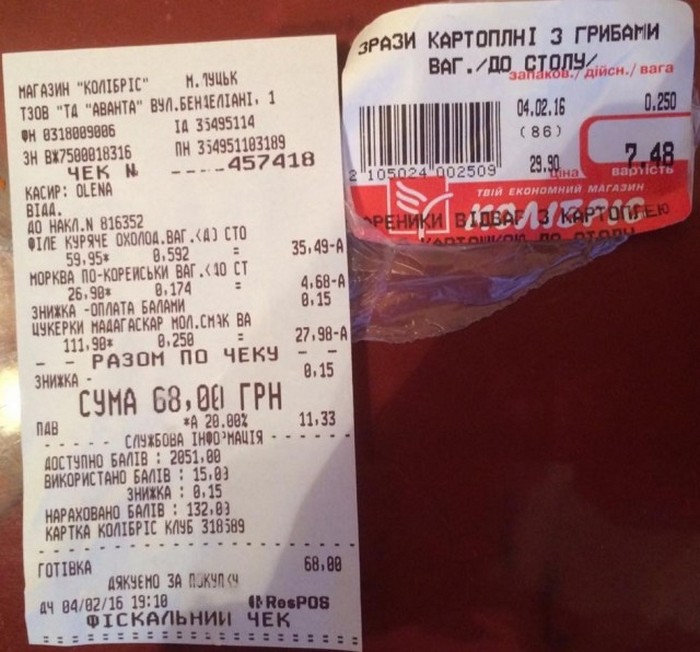 МАГАЗИН "КОЛІБРІС" М.ЛУЦЬК
ТЗОВ "ТД "АВАНТА" ВУЛ.БЕНДЕЛІАНІ. 1
ФН 0318009006 ІД 35495114
ЗН ВЖ7500018316 ПН 354951103189
ЧЕК № ----457418
КАСИР: OLENA
ВІДД.
ДО НАКЛ.N 816352
ФІЛЕ КУРЯЧЕ ОХОЛОД.ВАГ.<Д> СТО
59,95* 0,592 = 35,49-А
МОРКВА ПО-КОРЕЙСЬКИ ВАГ.<ДО СТ
26,90* 0,174 = 4,68-А
ЗНИЖКА -ОПЛАТА БАЛАМИ 0,15
ЦУКЕРКИ МАДАГАСКАР МОЛ.СМАК ВА
111,90* 0,250 = 27,98-А
- - РАЗОМ ПО ЧЕКУ - -
ЗНИЖКА - 0,15
СУМА 68,00 ГРН
ПДВ *А 20.00% 11,33
- - - - - СЛУЖБОВА ІНФОРМАЦІЯ - - - - -
ДОСТУПНО БАЛІВ : 2051,00
ВИКОРИСТАНО БАЛІВ : 15,00
ЗНИЖКА : 0,15
НАРАХОВАНО БАЛІВ : 132,00
КАРТКА КОЛІБРІС КЛУБ 318589
ГОТІВКА 68,00
ДЯКУЄМО ЗА ПОКУПКУ
ДЧ 04/02/16 19:10 ResPOS
ФІСКАЛЬНИЙ ЧЕК
ЗРАЗИ КАРТОПЛНІ З ГРИБАМИ
ВАГ./ДО СТОЛУ/
запаков./дійсн./вага
04.02.16 0.250
(86)
29.90 ціна 7.48
вартість
2 105024 002509
ТВІЙ ЕКОНОМНИЙ МАГАЗИН
КОЛІБРІС
ВАРЕНИКИ ВІДВАР. З КАРТОПЛЕЮ
КАРТОШКОЮ ДО СТОЛУ